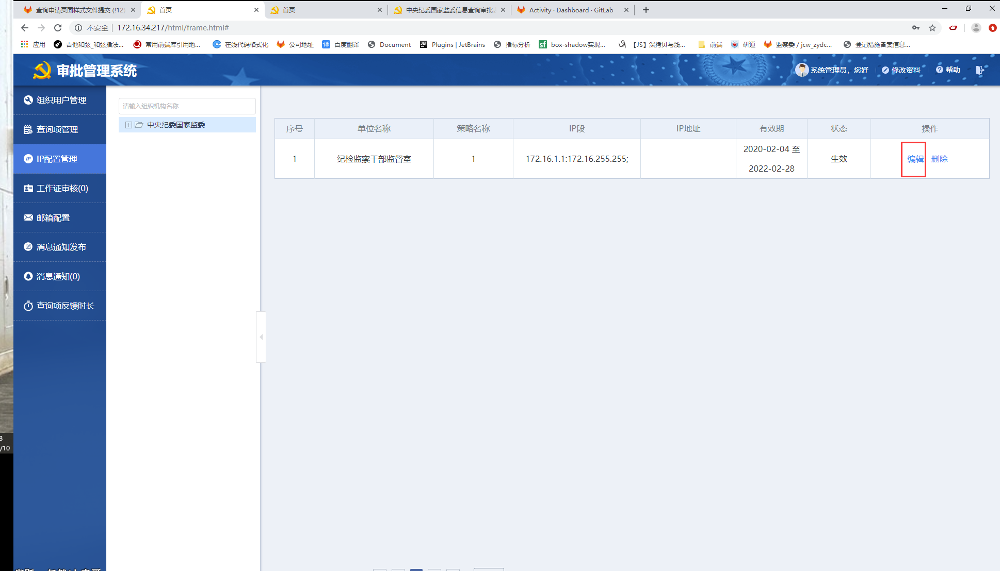 查询申请页面样式文件提交 (!12)
首页
首页
中央纪委国家监委信息查询审批
Activity · Dashboard · GitLab
不安全
172.16.34.217/html/frame.html#
应用
吉他和弦_和弦指法...
常用前端库引用地...
在线代码格式化
公司地址
译 百度翻译
Document
JB Plugins | JetBrains
指标分析
sf box-shadow实现...
【JS】深拷贝与浅...
前端
研道
监察委 / jcw_zydc...
登记措施备案信息...
审批管理系统
系统管理员，您好
修改资料
帮助
组织用户管理
查询项管理
IP IP配置管理
工作证审核(0)
邮箱配置
消息通知发布
消息通知(0)
查询项反馈时长
请输入组织机构名称
中央纪委国家监委
序号 单位名称 策略名称 IP段 IP地址 有效期 状态 操作
1 纪检监察干部监督室 1 172.16.1.1:172.16.255.255; 2020-02-04 至 2022-02-28 生效 编辑 删除
8
/10